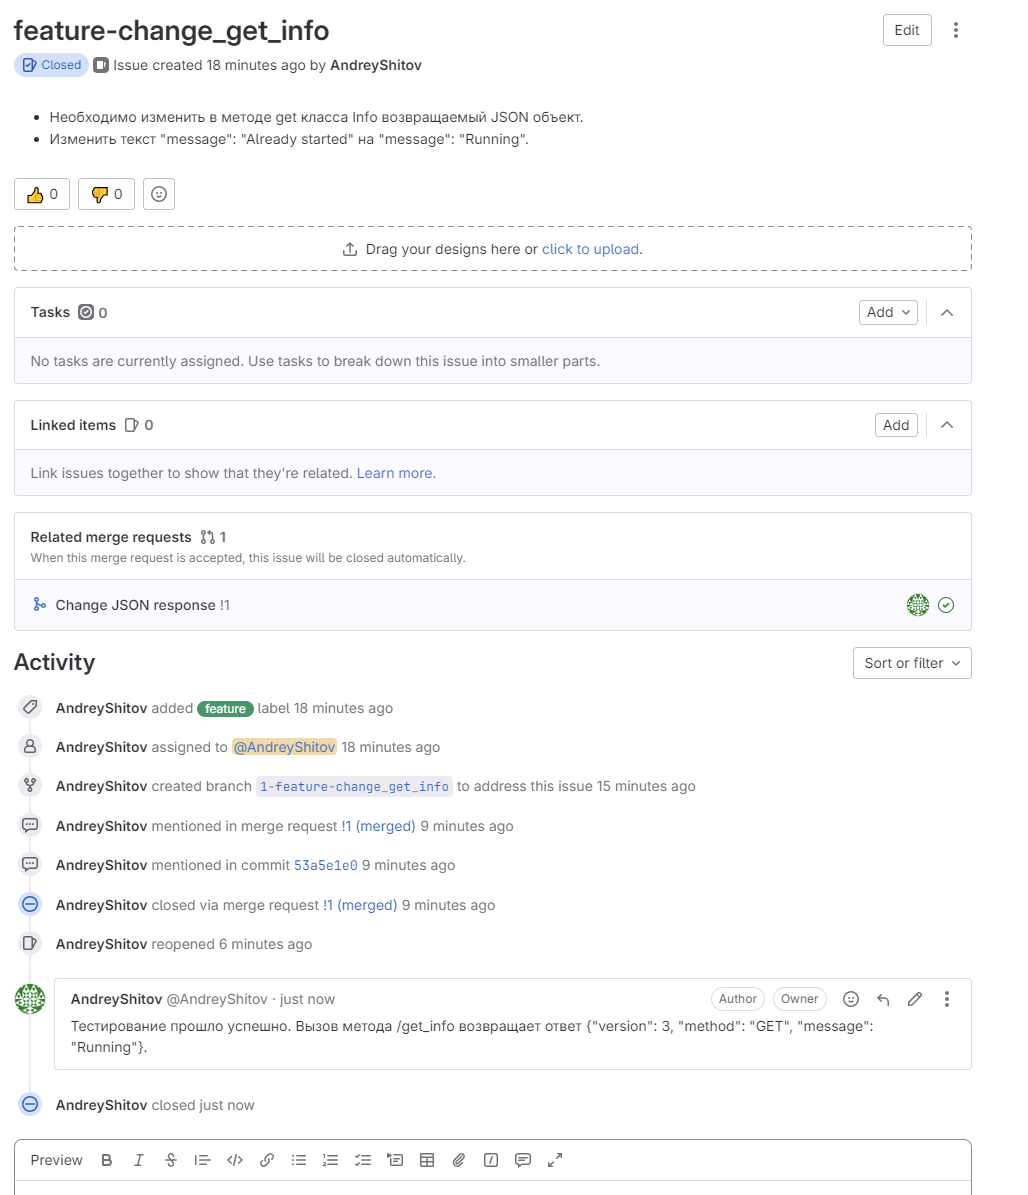 feature-change_get_info
Edit
Closed Issue created 18 minutes ago by AndreyShitov
Необходимо изменить в методе get класса Info возвращаемый JSON объект.
Изменить текст "message": "Already started" на "message": "Running".
0 0
Drag your designs here or click to upload.
Tasks 0 Add
No tasks are currently assigned. Use tasks to break down this issue into smaller parts.
Linked items 0 Add
Link issues together to show that they're related. Learn more.
Related merge requests 1
When this merge request is accepted, this issue will be closed automatically.
Change JSON response !1
Activity
Sort or filter
AndreyShitov added feature label 18 minutes ago
AndreyShitov assigned to @AndreyShitov 18 minutes ago
AndreyShitov created branch 1-feature-change_get_info to address this issue 15 minutes ago
AndreyShitov mentioned in merge request !1 (merged) 9 minutes ago
AndreyShitov mentioned in commit 53a5e1e0 9 minutes ago
AndreyShitov closed via merge request !1 (merged) 9 minutes ago
AndreyShitov reopened 6 minutes ago
AndreyShitov @AndreyShitov · just now Author Owner
Тестирование прошло успешно. Вызов метода /get_info возвращает ответ {"version": 3, "method": "GET", "message":
"Running"}.
AndreyShitov closed just now
Preview